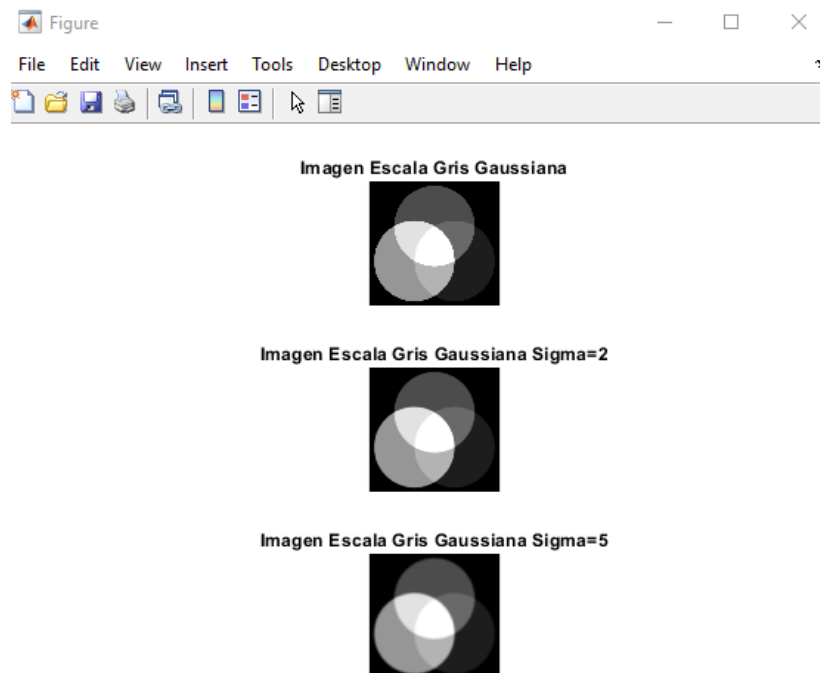 Figure
File Edit View Insert Tools Desktop Window Help
Imagen Escala Gris Gaussiana
Imagen Escala Gris Gaussiana Sigma=2
Imagen Escala Gris Gaussiana Sigma=5